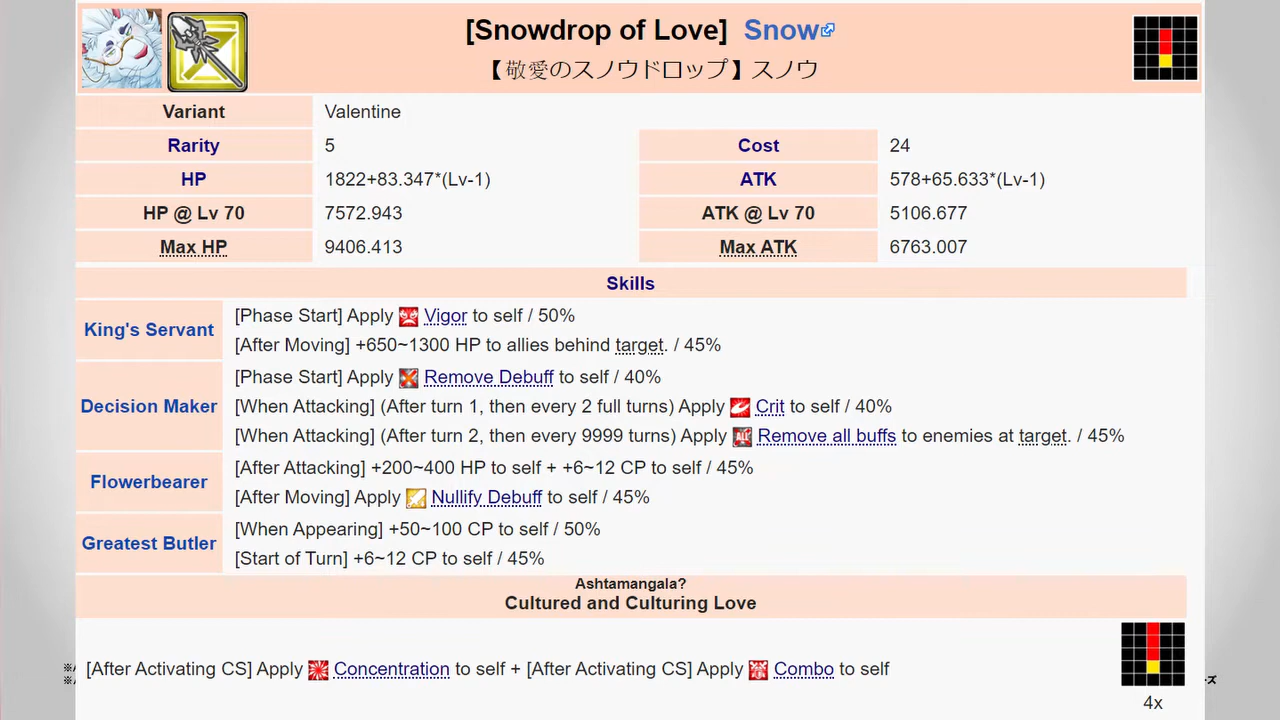 [Snowdrop of Love] Snow
【敬愛のスノウドロップ】スノウ
Variant Valentine
Rarity 5 Cost 24
HP 1822+83.347*(Lv-1) ATK 578+65.633*(Lv-1)
HP @ Lv 70 7572.943 ATK @ Lv 70 5106.677
Max HP 9406.413 Max ATK 6763.007
Skills
King's Servant
[Phase Start] Apply Vigor to self / 50%
[After Moving] +650~1300 HP to allies behind target. / 45%
Decision Maker
[Phase Start] Apply Remove Debuff to self / 40%
[When Attacking] (After turn 1, then every 2 full turns) Apply Crit to self / 40%
[When Attacking] (After turn 2, then every 9999 turns) Apply Remove all buffs to enemies at target. / 45%
Flowerbearer
[After Attacking] +200~400 HP to self + +6~12 CP to self / 45%
[After Moving] Apply Nullify Debuff to self / 45%
Greatest Butler
[When Appearing] +50~100 CP to self / 50%
[Start of Turn] +6~12 CP to self / 45%
Ashtamangala?
Cultured and Culturing Love
[After Activating CS] Apply Concentration to self + [After Activating CS] Apply Combo to self
4x